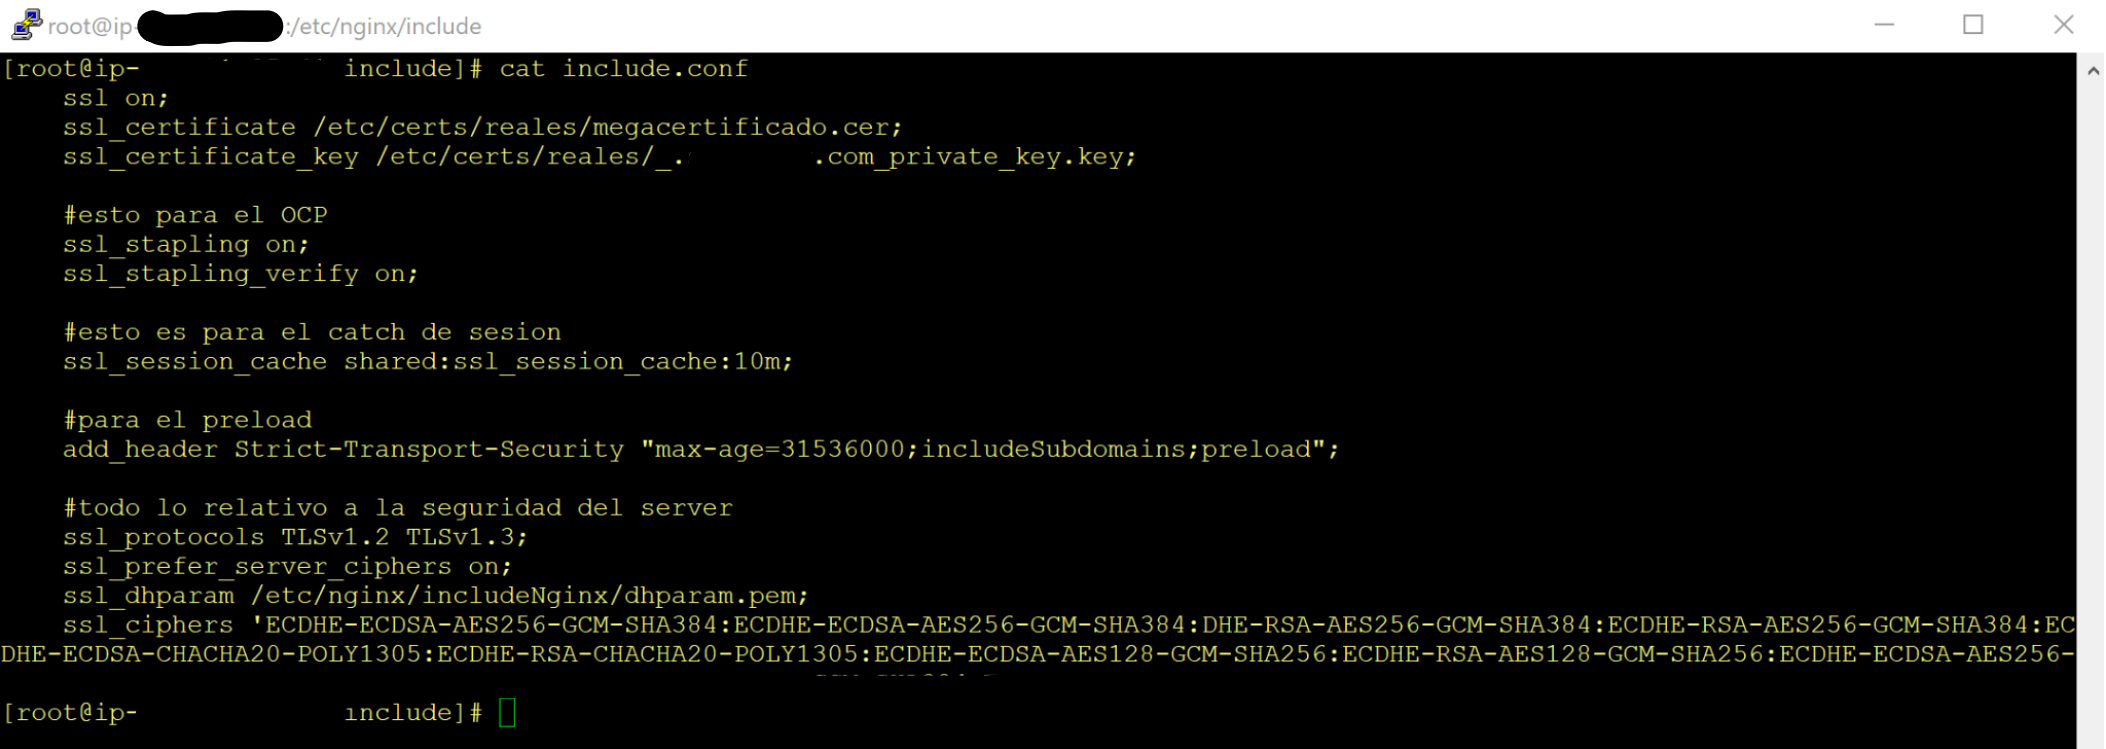 root@ip- :/etc/nginx/include
[root@ip- include]# cat include.conf
ssl on;
ssl_certificate /etc/certs/reales/megacertificado.cer;
ssl_certificate_key /etc/certs/reales/_. .com_private_key.key;
#esto para el OCP
ssl_stapling on;
ssl_stapling_verify on;
#esto es para el catch de sesion
ssl_session_cache shared:ssl_session_cache:10m;
#para el preload
add_header Strict-Transport-Security "max-age=31536000;includeSubdomains;preload";
#todo lo relativo a la seguridad del server
ssl_protocols TLSv1.2 TLSv1.3;
ssl_prefer_server_ciphers on;
ssl_dhparam /etc/nginx/includeNginx/dhparam.pem;
ssl_ciphers 'ECDHE-ECDSA-AES256-GCM-SHA384:ECDHE-ECDSA-AES256-GCM-SHA384:DHE-RSA-AES256-GCM-SHA384:ECDHE-RSA-AES256-GCM-SHA384:EC
DHE-ECDSA-CHACHA20-POLY1305:ECDHE-RSA-CHACHA20-POLY1305:ECDHE-ECDSA-AES128-GCM-SHA256:ECDHE-RSA-AES128-GCM-SHA256:ECDHE-ECDSA-AES256-
[root@ip- include]#